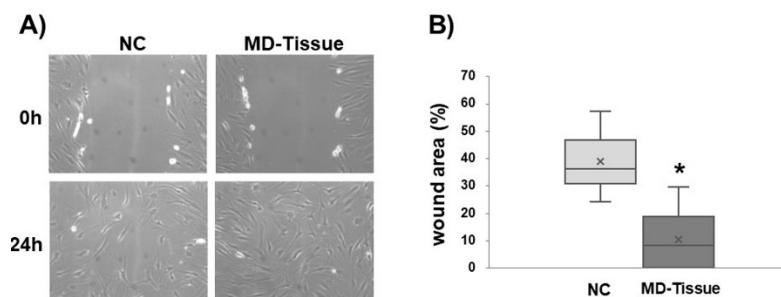 A)
NC
MD-Tissue
0h
24h
B)
wound area (%)
70
60
50
40
30
20
10
0
*
NC
MD-Tissue